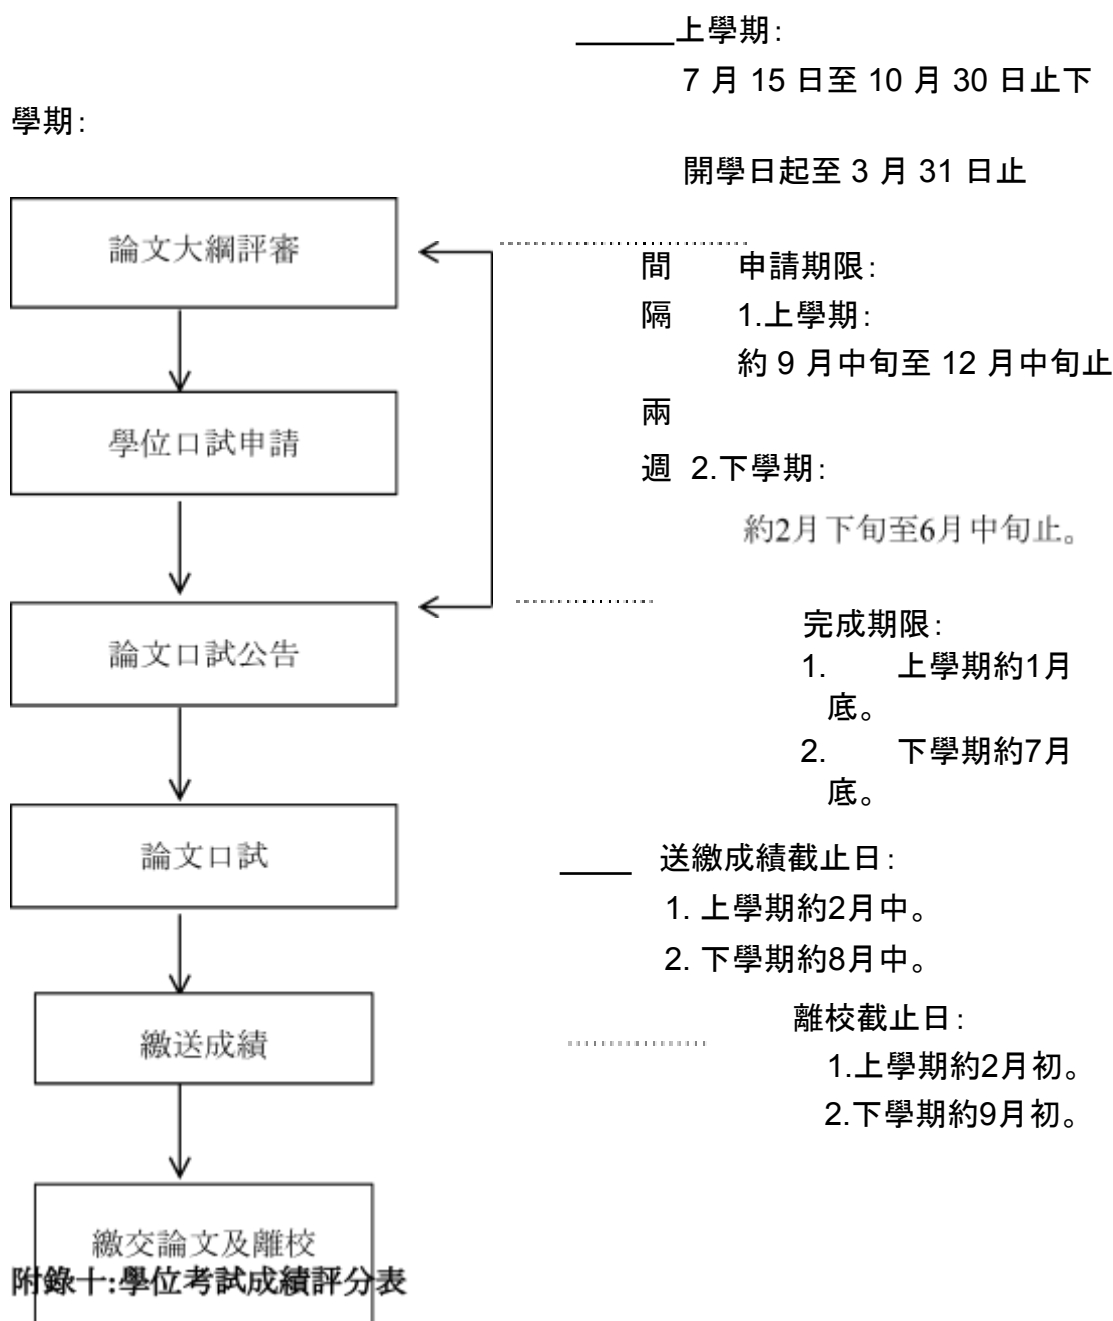 上學期：
7 月 15 日至 10 月 30 日止下
學期：
開學日起至 3 月 31 日止
論文大綱評審
間 申請期限：
隔 1.上學期：
約 9 月中旬至 12 月中旬止
兩
學位口試申請
週 2.下學期：
約2月下旬至6月中旬止。
論文口試公告
完成期限：
1. 上學期約1月
底。
2. 下學期約7月
底。
論文口試
送繳成績截止日：
1. 上學期約2月中。
2. 下學期約8月中。
繳送成績
離校截止日：
1.上學期約2月初。
2.下學期約9月初。
繳交論文及離校
附錄十:學位考試成績評分表